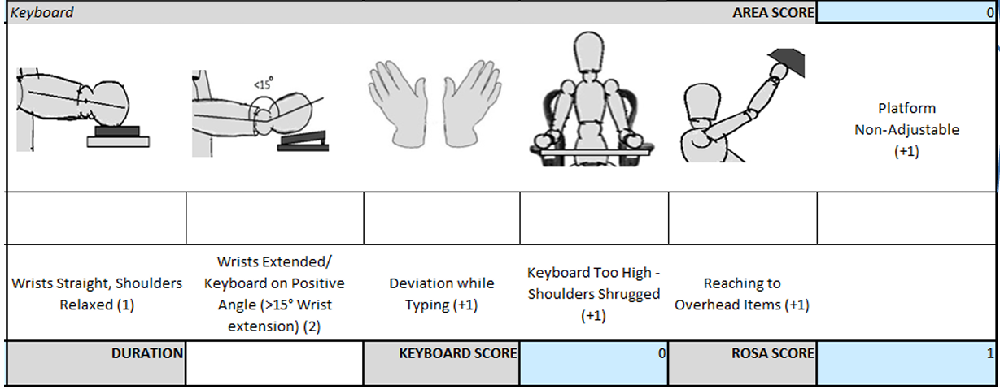 Keyboard AREA SCORE 0
<15°
Platform
Non-Adjustable
(+1)
Wrists Straight, Shoulders
Relaxed (1)
Wrists Extended/
Keyboard on Positive
Angle (>15° Wrist
extension) (2)
Deviation while
Typing (+1)
Keyboard Too High -
Shoulders Shrugged
(+1)
Reaching to
Overhead Items (+1)
DURATION KEYBOARD SCORE 0 ROSA SCORE 1